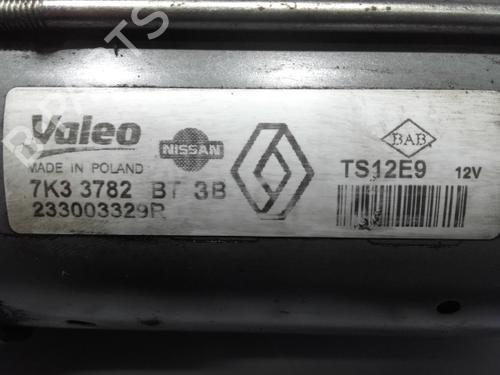 Valeo
NISSAN
BAB
MADE IN POLAND
TS12E9 12V
7K3 3782 BT 3B
233003329R